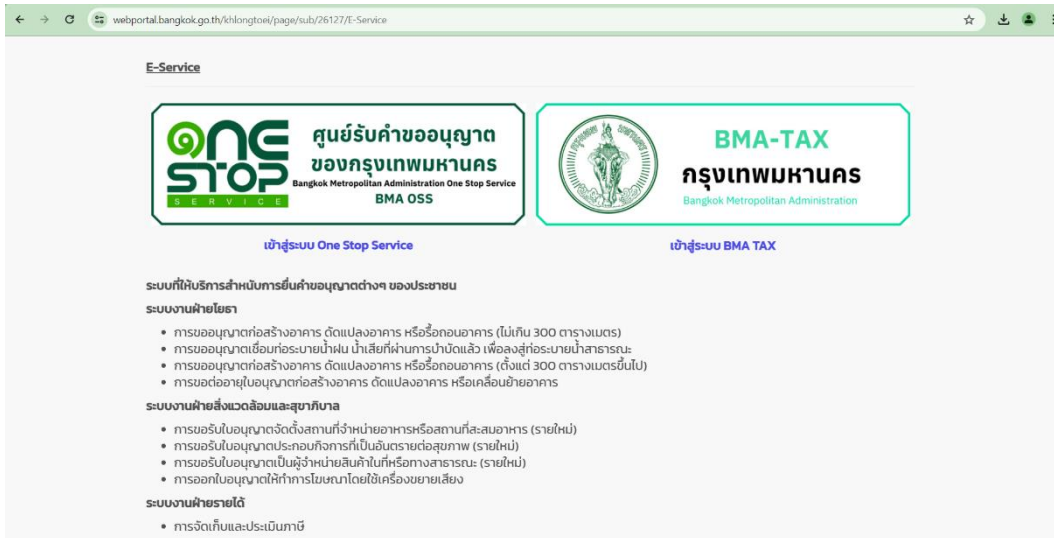 webportal.bangkok.go.th/khlongtoei/page/sub/26127/E-Service
E-Service
ONE STOP
SERVICE
ศูนย์รับคำขออนุญาต
ของกรุงเทพมหานคร
Bangkok Metropolitan Administration One Stop Service
BMA OSS
BMA-TAX
กรุงเทพมหานคร
Bangkok Metropolitan Administration
เข้าสู่ระบบ One Stop Service
เข้าสู่ระบบ BMA TAX
ระบบที่ให้บริการสำหนับการยื่นคำขออนุญาตต่างๆ ของประชาชน
ระบบงานฝ่ายโยธา
• การขออนุญาตก่อสร้างอาคาร ดัดแปลงอาคาร หรือรื้อถอนอาคาร (ไม่เกิน 300 ตารางเมตร)
• การขออนุญาตเชื่อมท่อระบายน้ำฝน น้ำเสียที่ผ่านการบำบัดแล้ว เพื่อลงสู่ท่อระบายน้ำสาธารณะ
• การขออนุญาตก่อสร้างอาคาร ดัดแปลงอาคาร หรือรื้อถอนอาคาร (ตั้งแต่ 300 ตารางเมตรขึ้นไป)
• การขอต่ออายุใบอนุญาตก่อสร้างอาคาร ดัดแปลงอาคาร หรือเคลื่อนย้ายอาคาร
ระบบงานฝ่ายสิ่งแวดล้อมและสุขาภิบาล
• การขอรับใบอนุญาตจัดตั้งสถานที่จำหน่ายอาหารหรือสถานที่สะสมอาหาร (รายใหม่)
• การขอรับใบอนุญาตประกอบกิจการที่เป็นอันตรายต่อสุขภาพ (รายใหม่)
• การขอรับใบอนุญาตเป็นผู้จำหน่ายสินค้าในที่หรือทางสาธารณะ (รายใหม่)
• การออกใบอนุญาตให้ทำการโฆษณาโดยใช้เครื่องขยายเสียง
ระบบงานฝ่ายรายได้
• การจัดเก็บและประเมินภาษี